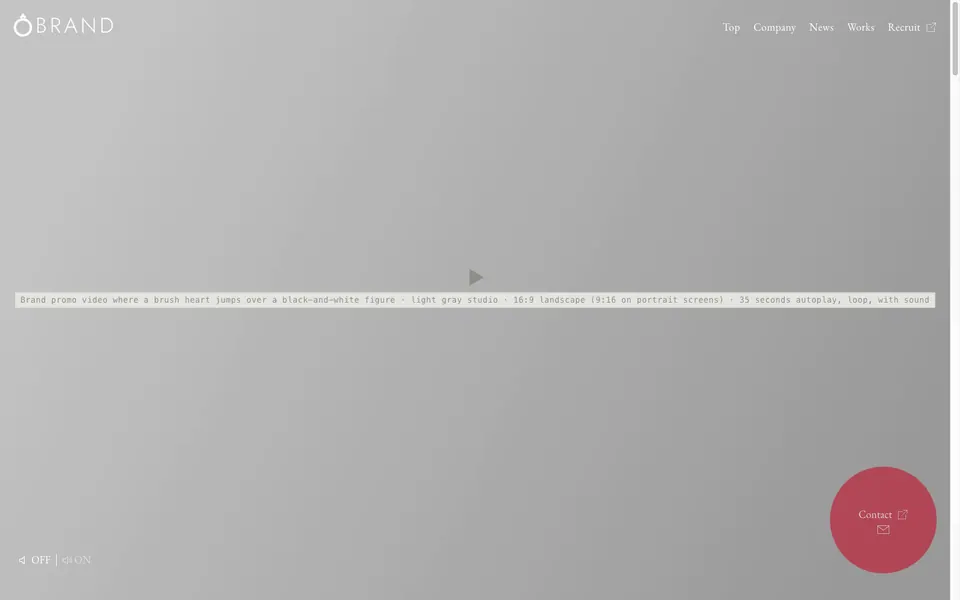 BRAND
Top Company News Works Recruit
Brand promo video where a brush heart jumps over a black-and-white figure · light gray studio · 16:9 landscape (9:16 on portrait screens) · 35 seconds autoplay, loop, with sound
Contact
OFF | ON